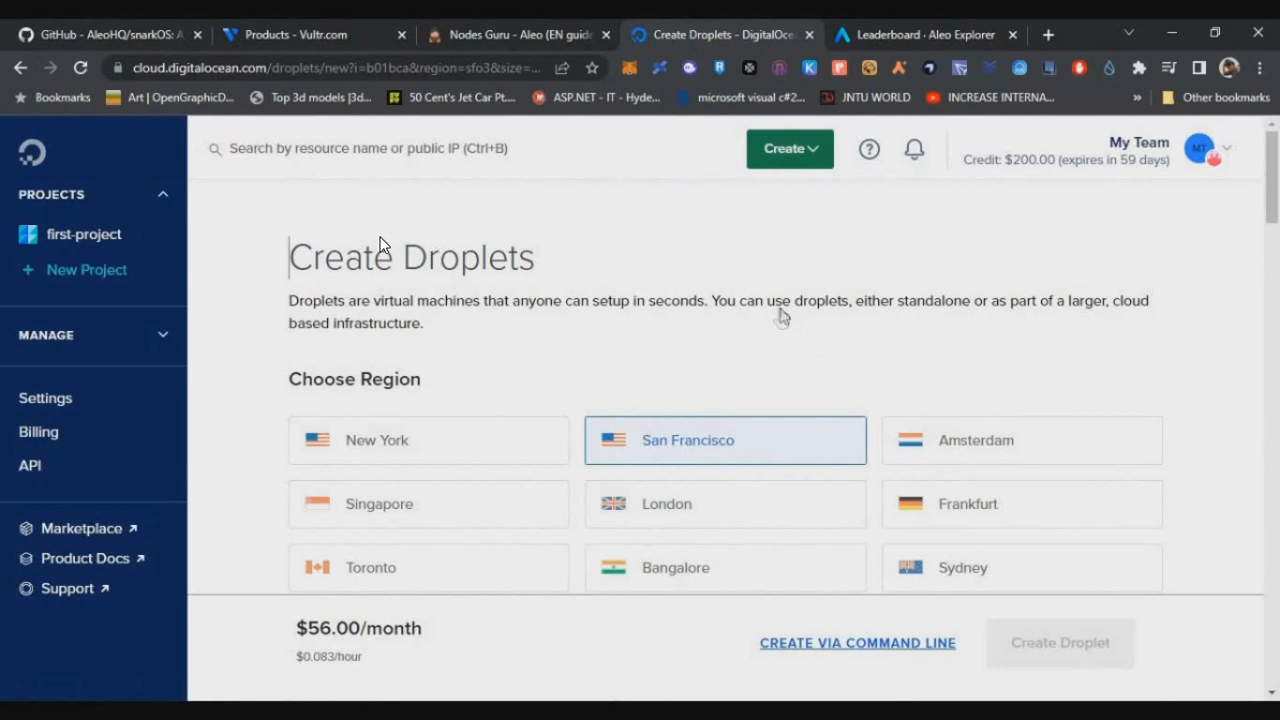 GitHub - AleoHQ/snarkOS: A
Products - Vultr.com
Nodes Guru - Aleo (EN guide
Create Droplets - DigitalOce
Leaderboard - Aleo Explorer
cloud.digitalocean.com/droplets/new?i=b01bca&region=sfo3&size=...
Bookmarks
Art | OpenGraphicD...
Top 3d models |3d...
50 Cent's Jet Car Pt....
ASP.NET - IT - Hyde...
microsoft visual c#2...
JNTU WORLD
INCREASE INTERNA...
»
Other bookmarks
Search by resource name or public IP (Ctrl+B)
Create
My Team
Credit: $200.00 (expires in 59 days)
MT
PROJECTS
first-project
+ New Project
MANAGE
Settings
Billing
API
Marketplace
Product Docs
Support
Create Droplets
Droplets are virtual machines that anyone can setup in seconds. You can use droplets, either standalone or as part of a larger, cloud
based infrastructure.
Choose Region
New York
San Francisco
Amsterdam
Singapore
London
Frankfurt
Toronto
Bangalore
Sydney
$56.00/month
$0.083/hour
CREATE VIA COMMAND LINE
Create Droplet